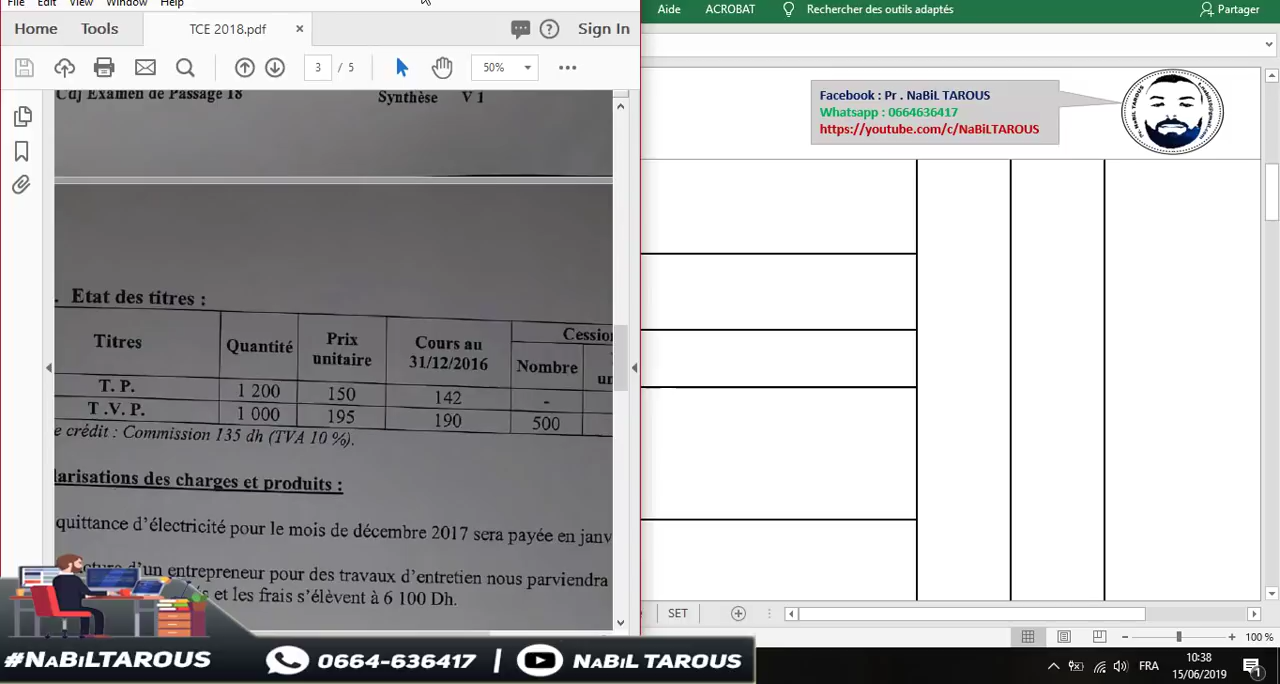 File Edit View Window Help
Home Tools TCE 2018.pdf × Sign In
3 / 5 50%
Cdj Examen de Passage 18 Synthèse V 1
. Etat des titres :
Titres Quantité Prix unitaire Cours au 31/12/2016 Nombre
T. P. 1 200 150 142 -
T .V. P. 1 000 195 190 500
e crédit : Commission 135 dh (TVA 10 %).
larisations des charges et produits :
quittance d'électricité pour le mois de décembre 2017 sera payée en janv
d'un entrepreneur pour des travaux d'entretien nous parviendra
et les frais s'élèvent à 6 100 Dh.
Aide ACROBAT Rechercher des outils adaptés Partager
Facebook : Pr . NaBiL TAROUS
Whatsapp : 0664636417
https://youtube.com/c/NaBiLTAROUS
SET
100 %
FRA
10:38
15/06/2019
1
#NaBiLTAROUS 0664-636417 | NaBiL TAROUS